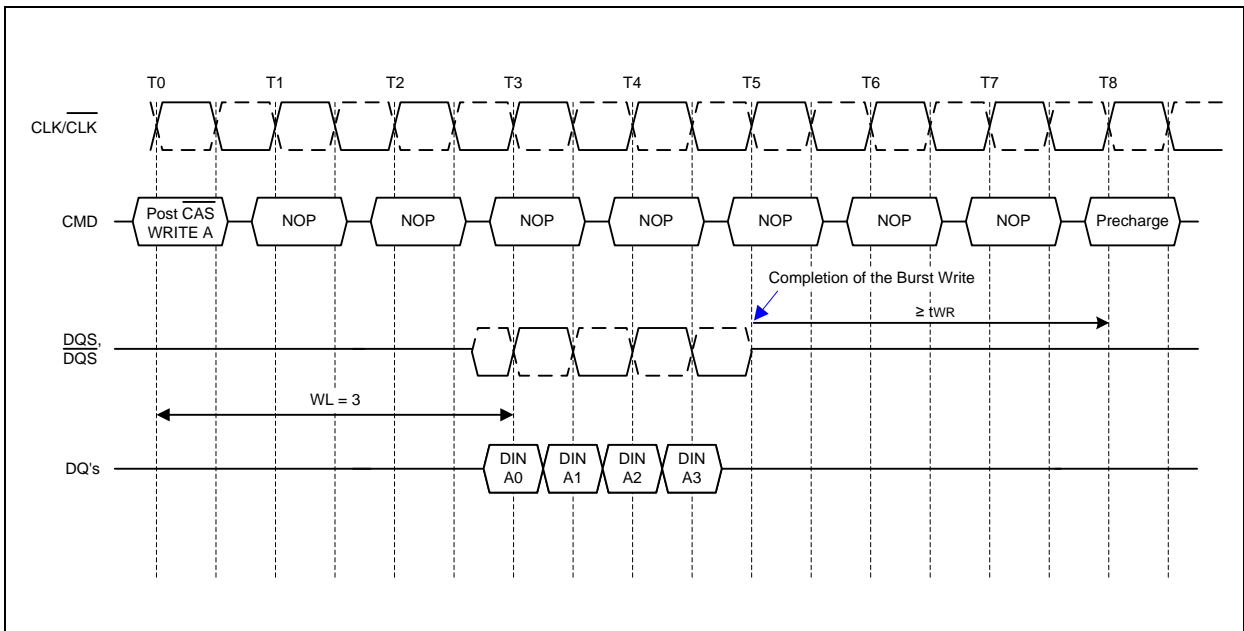 T0 T1 T2 T3 T4 T5 T6 T7 T8
CLK/CLK
CMD
Post CAS
WRITE A
NOP NOP NOP NOP NOP NOP NOP Precharge
Completion of the Burst Write
≥ tWR
DQS,
DQS
WL = 3
DQ's
DIN DIN DIN DIN
A0 A1 A2 A3